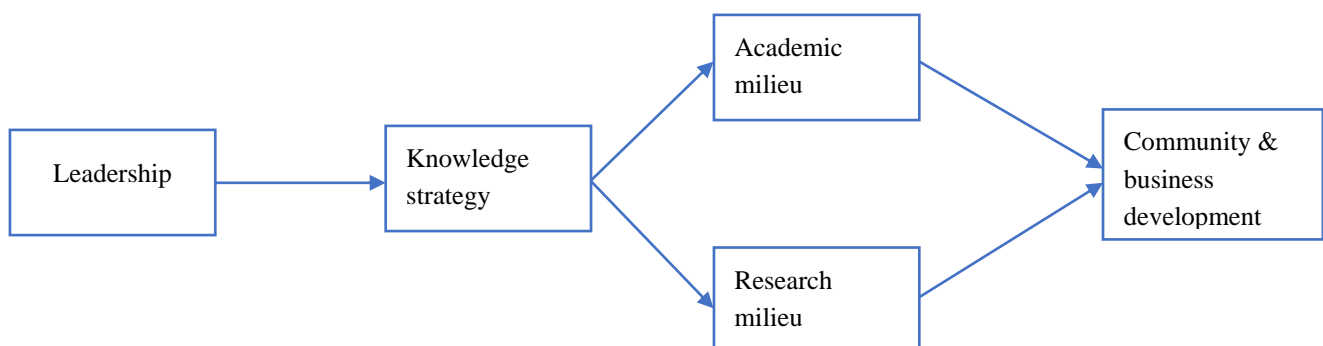 Leadership
Knowledge
strategy
Academic
milieu
Research
milieu
Community &
business
development